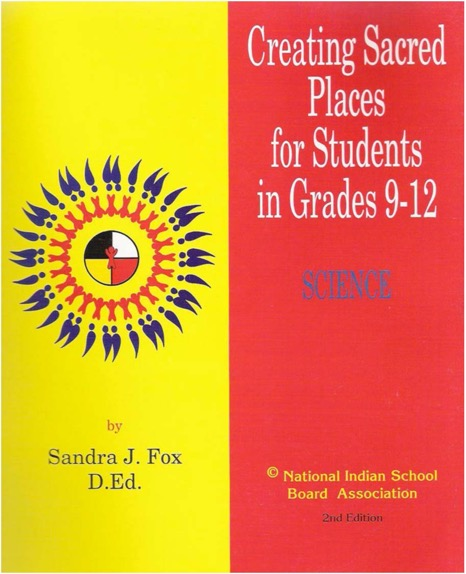 Creating Sacred
Places
for Students
in Grades 9-12
SCIENCE
by
Sandra J. Fox
D.Ed.
© National Indian School
Board Association
2nd Edition